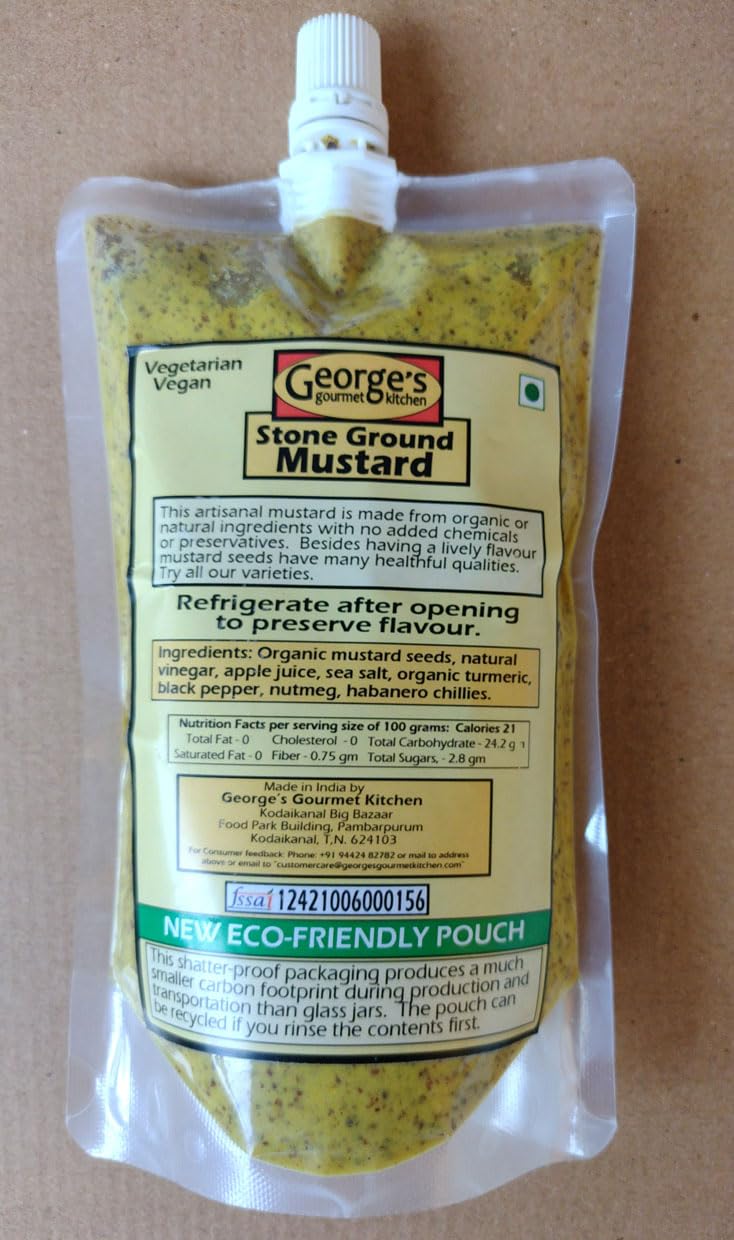 Vegetarian
Vegan
George's
gourmet kitchen
Stone Ground
Mustard
This artisanal mustard is made from organic or
natural ingredients with no added chemicals
or preservatives. Besides having a lively flavour
mustard seeds have many healthful qualities.
Try all our varieties.
Refrigerate after opening
to preserve flavour.
Ingredients: Organic mustard seeds, natural
vinegar, apple juice, sea salt, organic turmeric,
black pepper, nutmeg, habanero chillies.
Nutrition Facts per serving size of 100 grams: Calories 21
Total Fat - 0 Cholesterol - 0 Total Carbohydrate - 24.2 g
Saturated Fat - 0 Fiber - 0.75 gm Total Sugars, - 2.8 gm
Made in India by
George's Gourmet Kitchen
Kodaikanal Big Bazaar
Food Park Building, Pambarpurum
Kodaikanal, T,N. 624103
For Consumer feedback: Phone: +91 94424 82782 or mail to address
above or email to "customercare@georgesgourmetkitchen.com"
fssai 12421006000156
NEW ECO-FRIENDLY POUCH
This shatter-proof packaging produces a much
smaller carbon footprint during production and
transportation than glass jars. The pouch can
be recycled if you rinse the contents first.